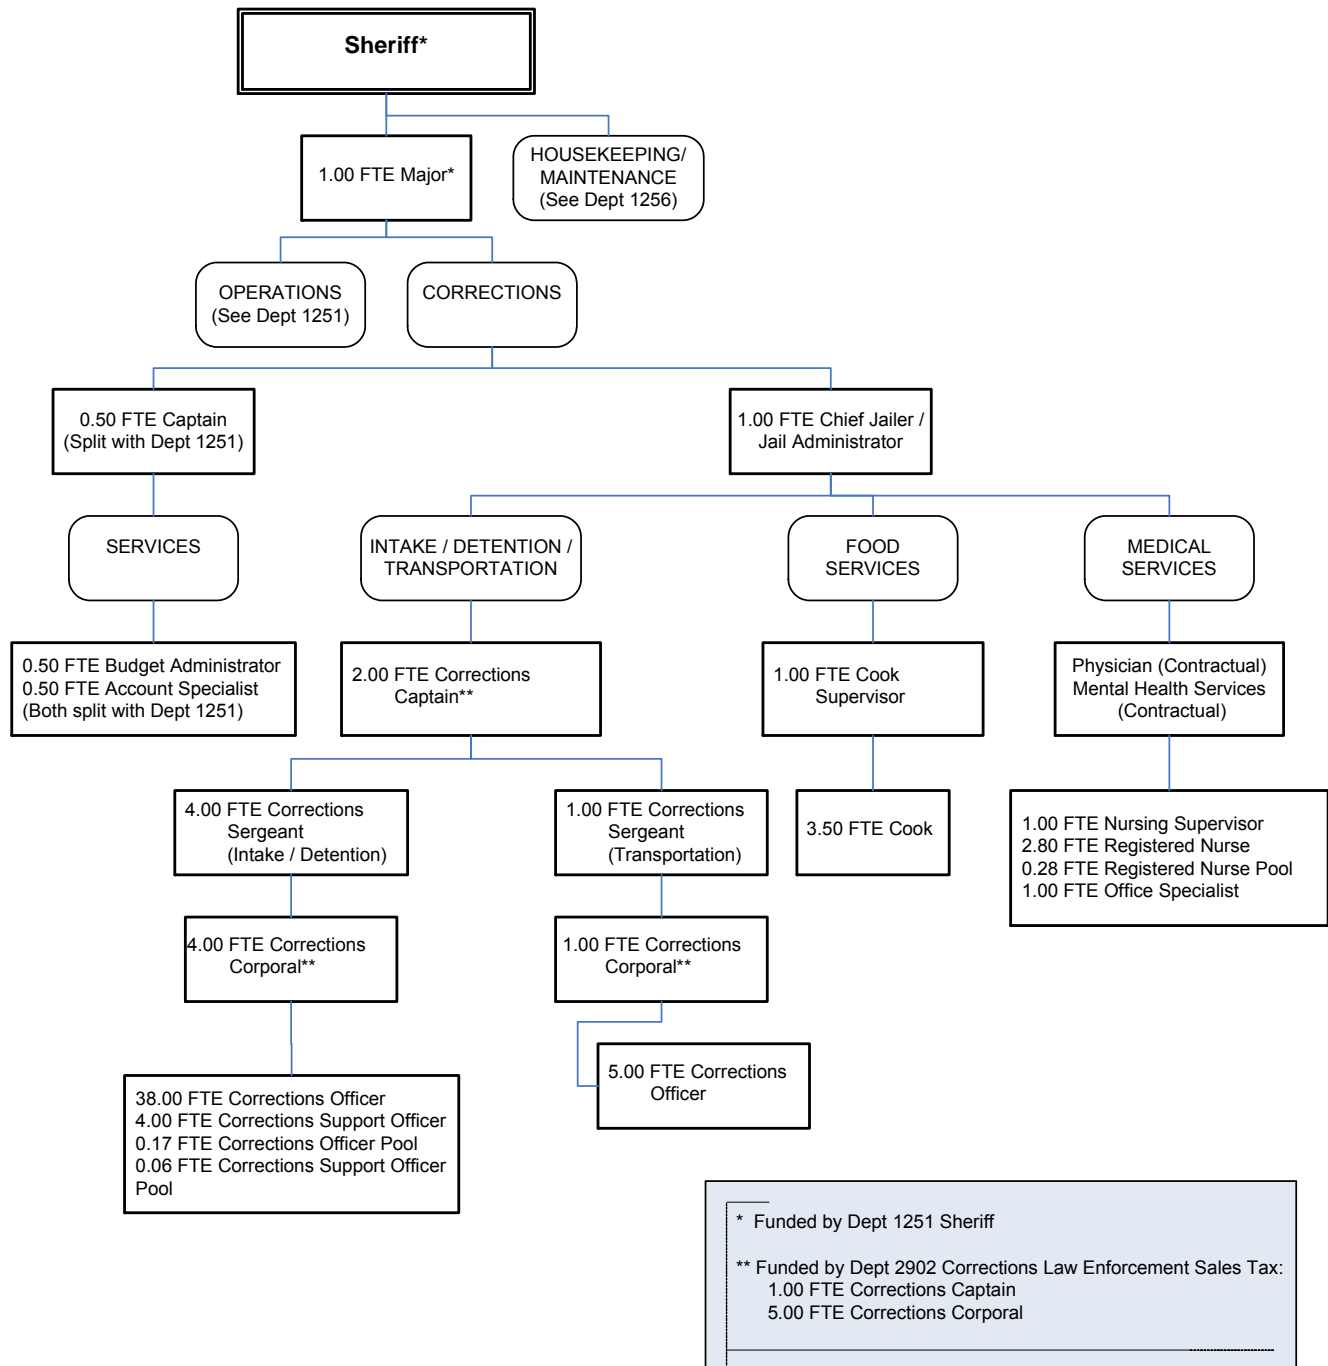 Sheriff*
1.00 FTE Major*
HOUSEKEEPING/
MAINTENANCE
(See Dept 1256)
OPERATIONS
(See Dept 1251)
CORRECTIONS
0.50 FTE Captain
(Split with Dept 1251)
1.00 FTE Chief Jailer /
Jail Administrator
SERVICES
INTAKE / DETENTION /
TRANSPORTATION
FOOD
SERVICES
MEDICAL
SERVICES
0.50 FTE Budget Administrator
0.50 FTE Account Specialist
(Both split with Dept 1251)
2.00 FTE Corrections
Captain**
1.00 FTE Cook
Supervisor
Physician (Contractual)
Mental Health Services
(Contractual)
4.00 FTE Corrections
Sergeant
(Intake / Detention)
1.00 FTE Corrections
Sergeant
(Transportation)
3.50 FTE Cook
1.00 FTE Nursing Supervisor
2.80 FTE Registered Nurse
0.28 FTE Registered Nurse Pool
1.00 FTE Office Specialist
4.00 FTE Corrections
Corporal**
1.00 FTE Corrections
Corporal**
5.00 FTE Corrections
Officer
38.00 FTE Corrections Officer
4.00 FTE Corrections Support Officer
0.17 FTE Corrections Officer Pool
0.06 FTE Corrections Support Officer
Pool
* Funded by Dept 1251 Sheriff
** Funded by Dept 2902 Corrections Law Enforcement Sales Tax:
1.00 FTE Corrections Captain
5.00 FTE Corrections Corporal